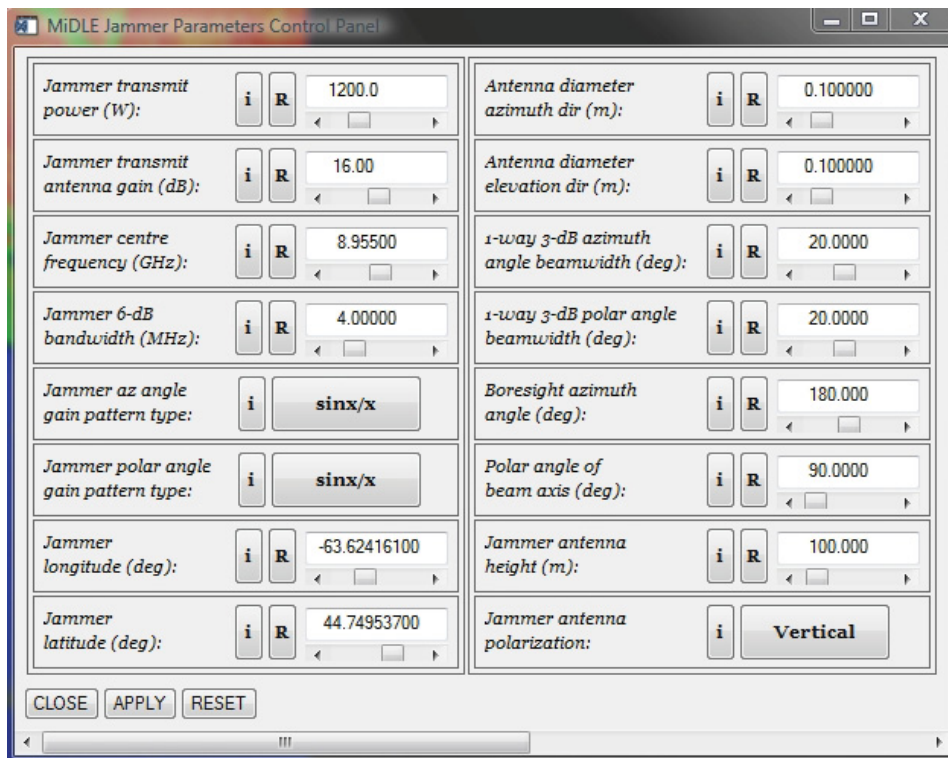 MiDLE Jammer Parameters Control Panel
Jammer transmit
power (W):
i
R
1200.0
Jammer transmit
antenna gain (dB):
i
R
16.00
Jammer centre
frequency (GHz):
i
R
8.95500
Jammer 6-dB
bandwidth (MHz):
i
R
4.00000
Jammer az angle
gain pattern type:
i
sinx/x
Jammer polar angle
gain pattern type:
i
sinx/x
Jammer
longitude (deg):
i
R
-63.62416100
Jammer
latitude (deg):
i
R
44.74953700
Antenna diameter
azimuth dir (m):
i
R
0.100000
Antenna diameter
elevation dir (m):
i
R
0.100000
1-way 3-dB azimuth
angle beamwidth (deg):
i
R
20.0000
1-way 3-dB polar angle
beamwidth (deg):
i
R
20.0000
Boresight azimuth
angle (deg):
i
R
180.000
Polar angle of
beam axis (deg):
i
R
90.0000
Jammer antenna
height (m):
i
R
100.000
Jammer antenna
polarization:
i
Vertical
CLOSE APPLY RESET